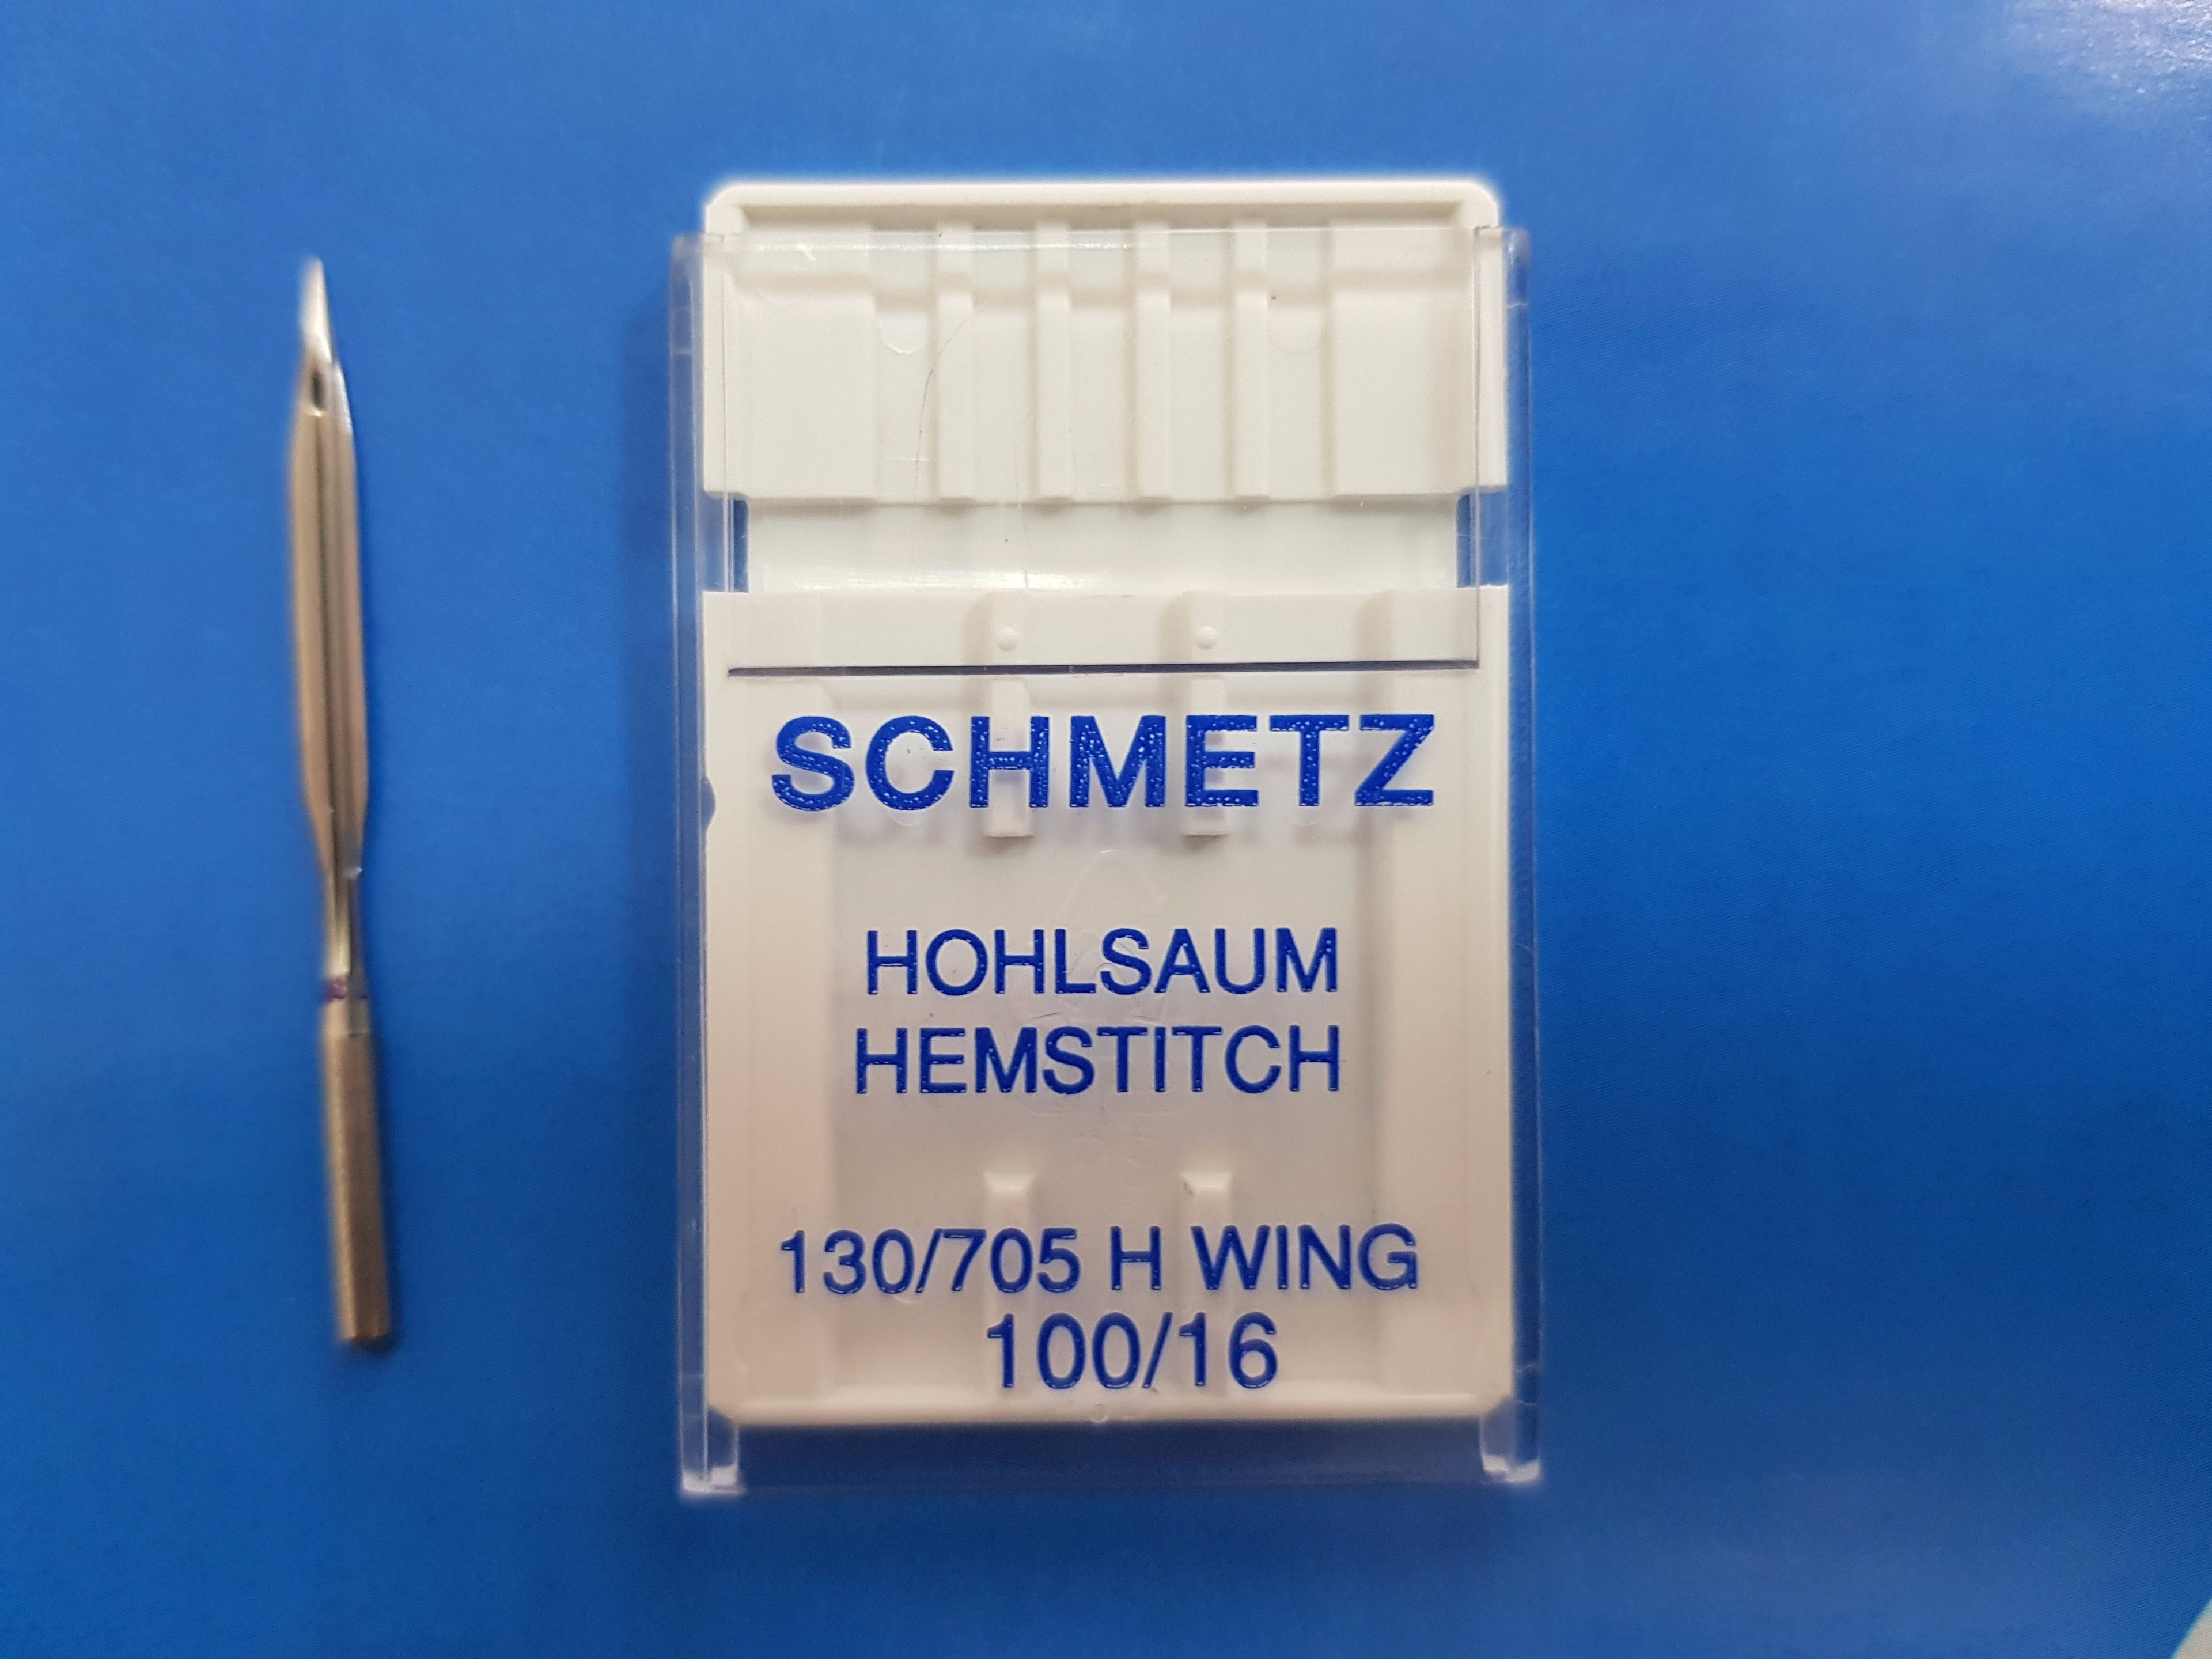 SCHMETZ
HOHLSAUM
HEMSTITCH
130/705 H WING
100/16